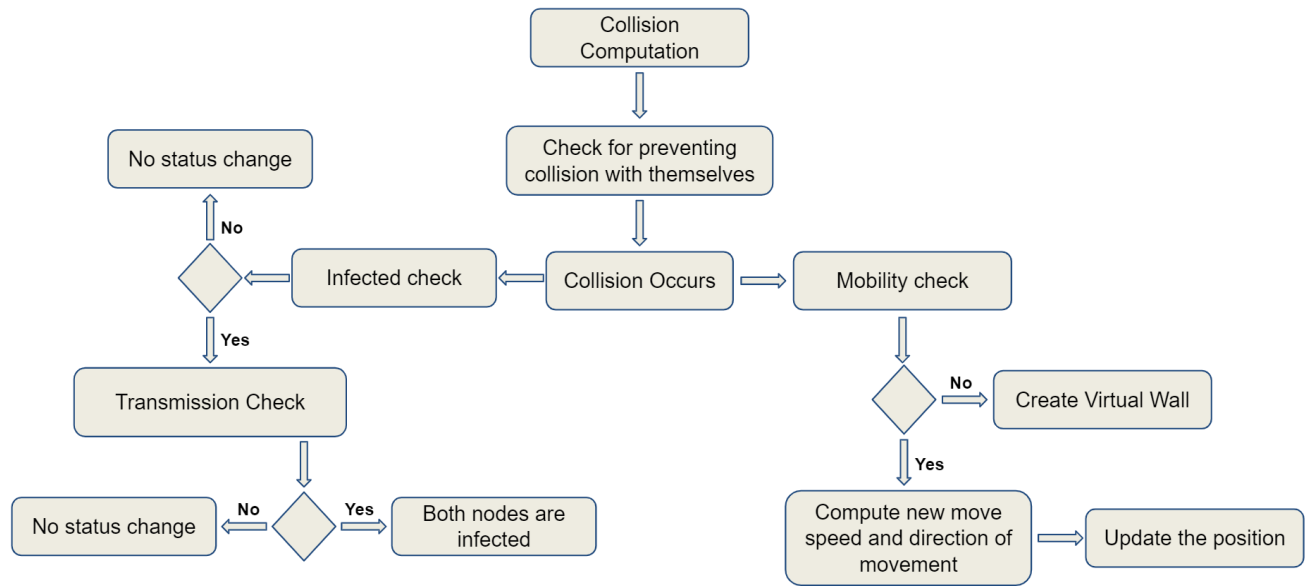 Collision
Computation
Check for preventing
collision with themselves
No status change
No
Infected check
Collision Occurs
Mobility check
Yes
Transmission Check
No
Create Virtual Wall
Yes
No status change
No
Yes
Both nodes are
infected
Compute new move
speed and direction of
movement
Update the position